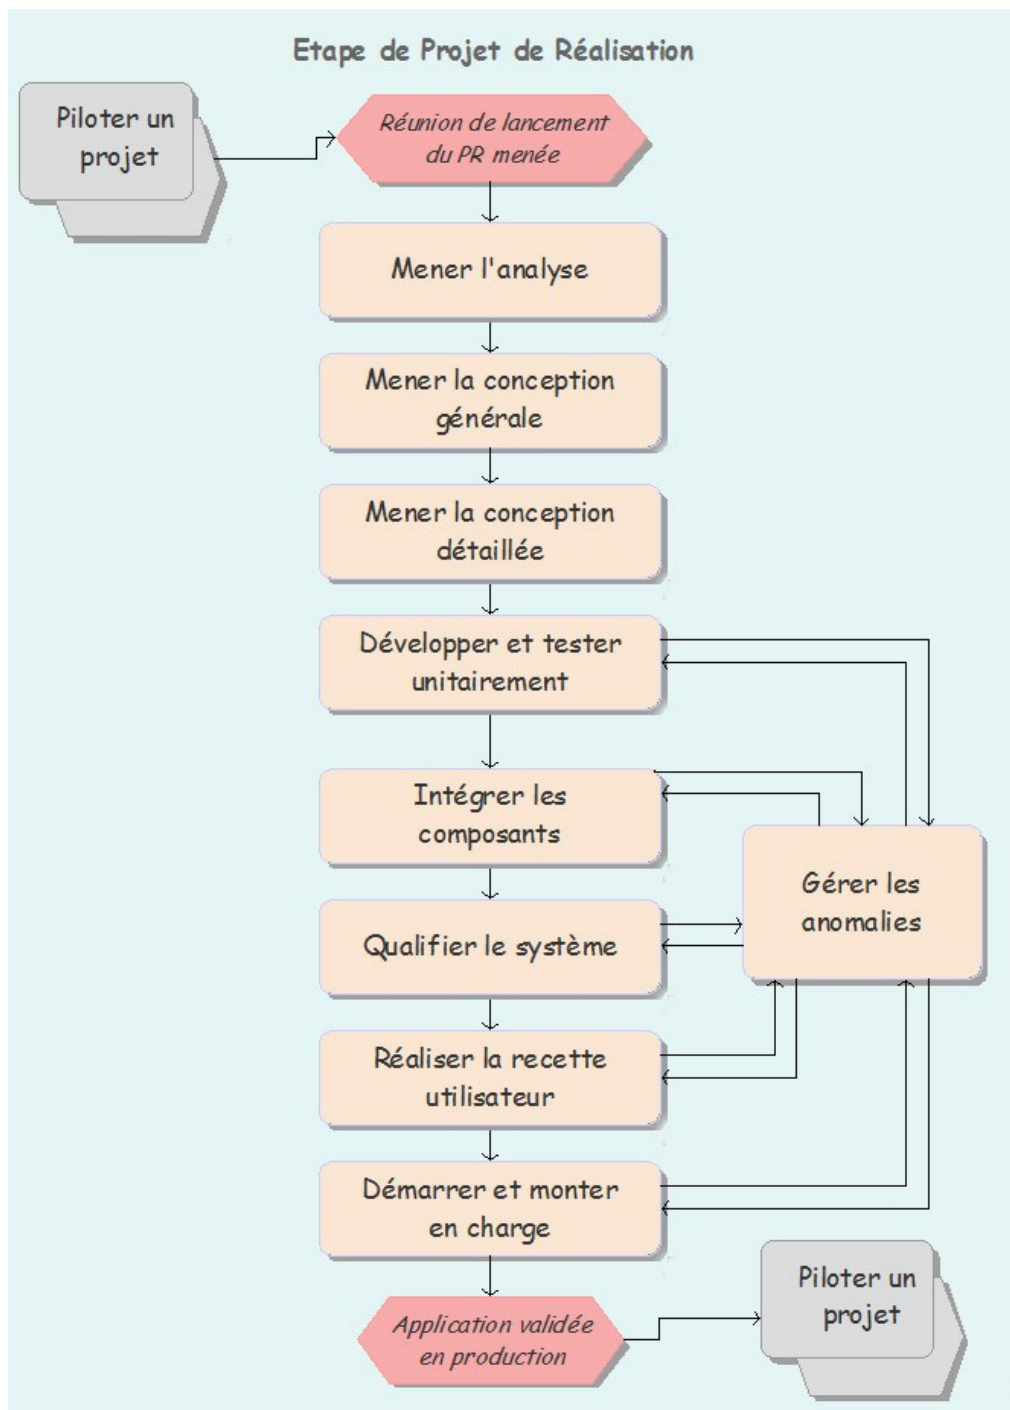 Etape de Projet de Réalisation
Piloter un
projet
Réunion de lancement
du PR menée
Mener l'analyse
Mener la conception
générale
Mener la conception
détaillée
Développer et tester
unitairement
Intégrer les
composants
Gérer les
anomalies
Qualifier le système
Réaliser la recette
utilisateur
Démarrer et monter
en charge
Piloter un
projet
Application validée
en production